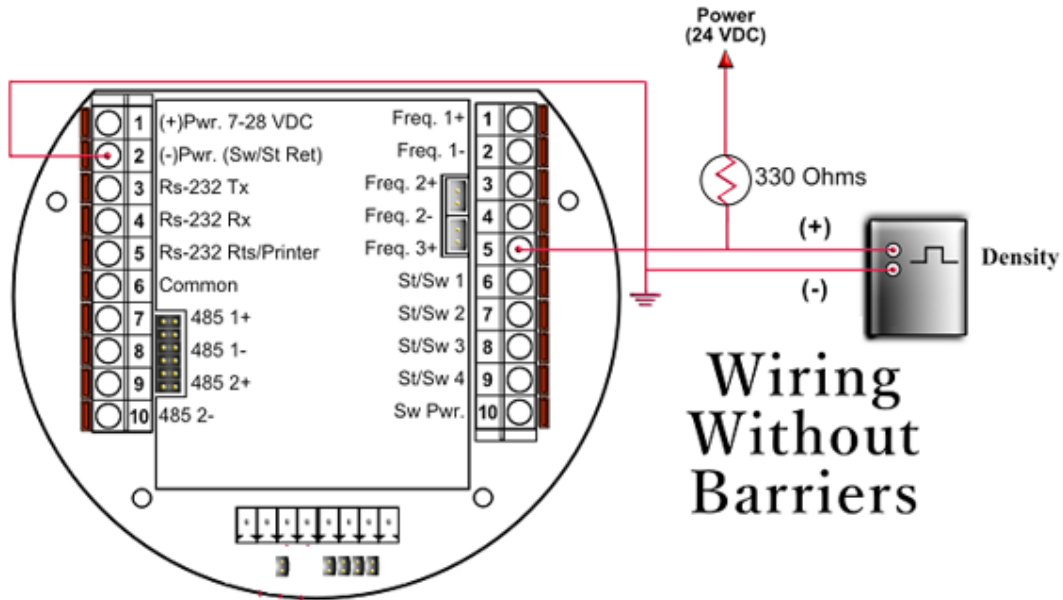 Power
(24 VDC)
1 (+)Pwr. 7-28 VDC
2 (-)Pwr. (Sw/St Ret)
3 Rs-232 Tx
4 Rs-232 Rx
5 Rs-232 Rts/Printer
6 Common
7 485 1+
8 485 1-
9 485 2+
10 485 2-
Freq. 1+ 1
Freq. 1- 2
Freq. 2+ 3
Freq. 2- 4
Freq. 3+ 5
St/Sw 1 6
St/Sw 2 7
St/Sw 3 8
St/Sw 4 9
Sw Pwr. 10
330 Ohms
(+)
(-)
Density
Wiring
Without
Barriers